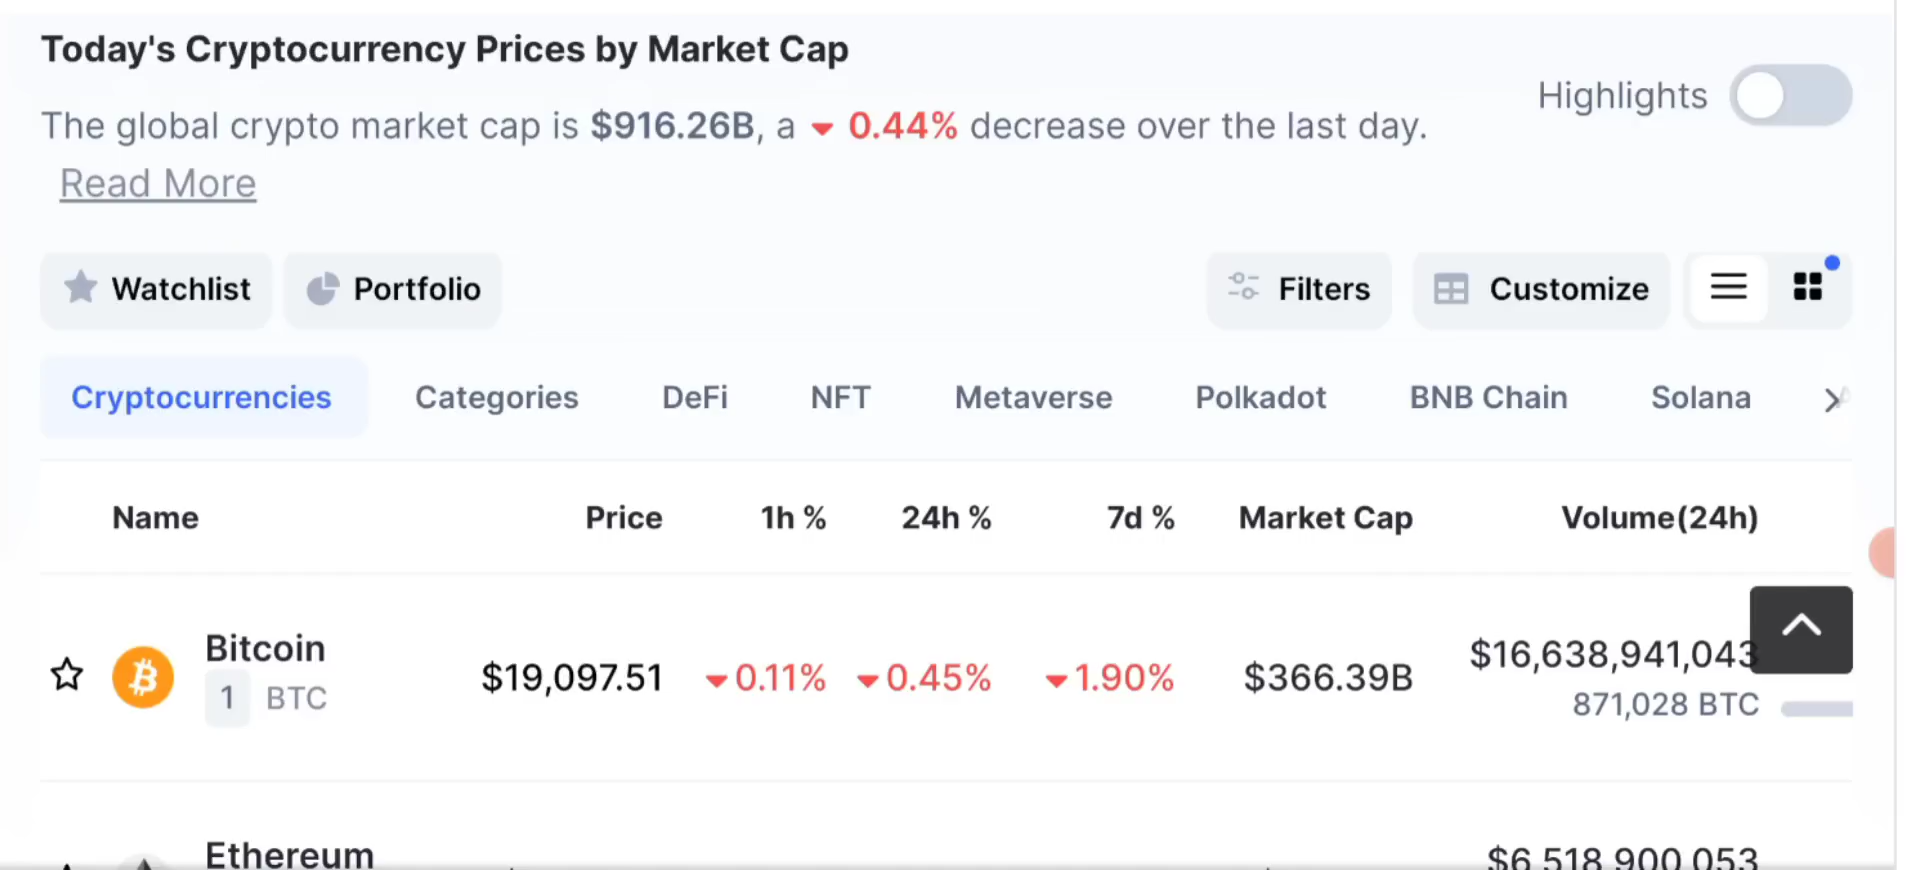 Today's Cryptocurrency Prices by Market Cap
Highlights
The global crypto market cap is $916.26B, a 0.44% decrease over the last day.
Read More
Watchlist Portfolio Filters Customize
Cryptocurrencies Categories DeFi NFT Metaverse Polkadot BNB Chain Solana
Name Price 1h % 24h % 7d % Market Cap Volume(24h)
Bitcoin
1 BTC
$19,097.51 0.11% 0.45% 1.90% $366.39B $16,638,941,043
871,028 BTC
Ethereum $6,518,900,053